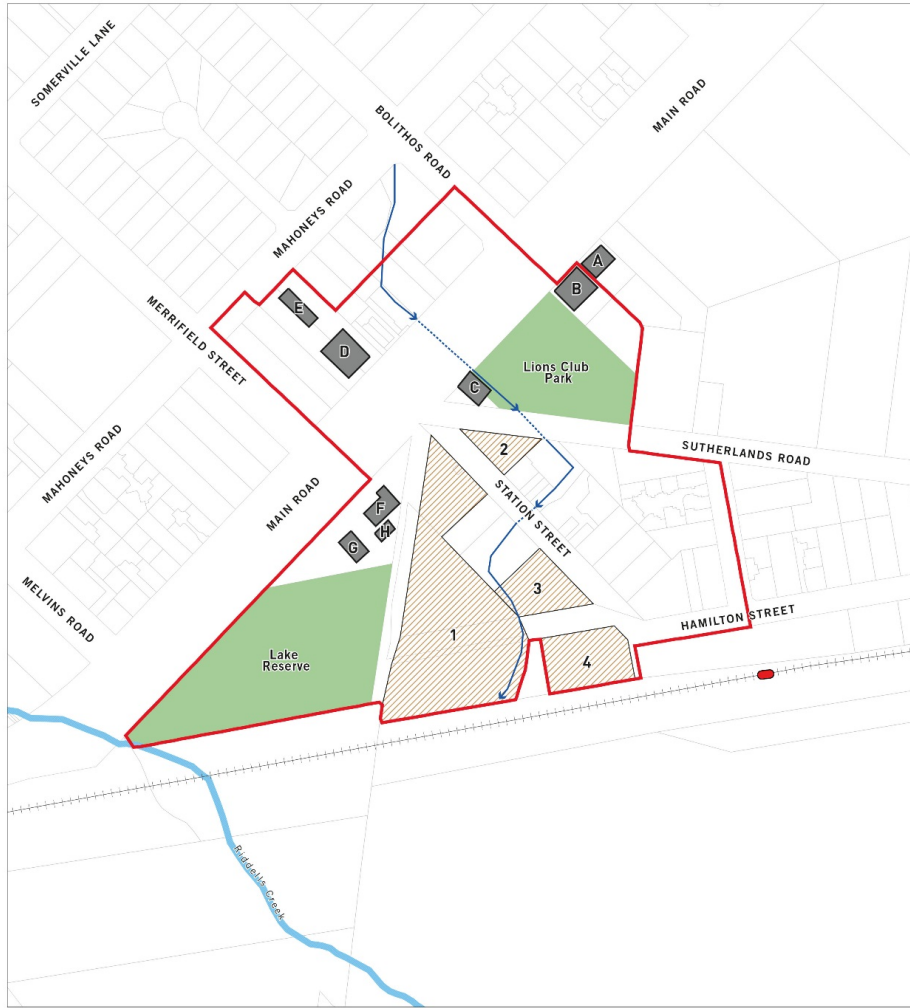 SOMERVILLE LANE
BOLITHOS ROAD
MAIN ROAD
MAHONEYS ROAD
A
B
E
MERRIFIELD STREET
D
Lions Club
Park
C
MAHONEYS ROAD
2
SUTHERLANDS ROAD
MAIN ROAD
STATION STREET
F
H
G
MELVINS ROAD
3
1
HAMILTON STREET
Lake
Reserve
4
Riddells Creek